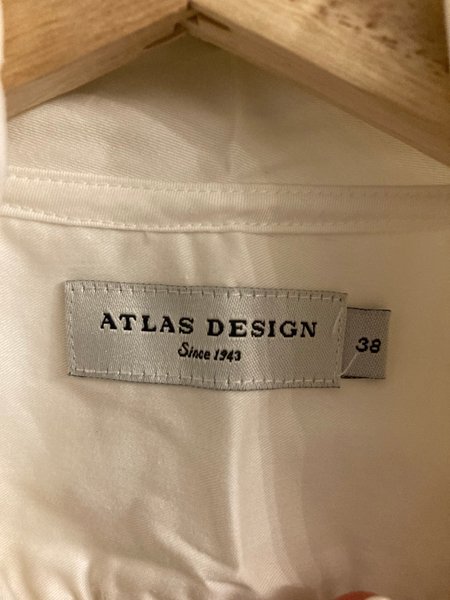 ATLAS DESIGN
Since 1943
38